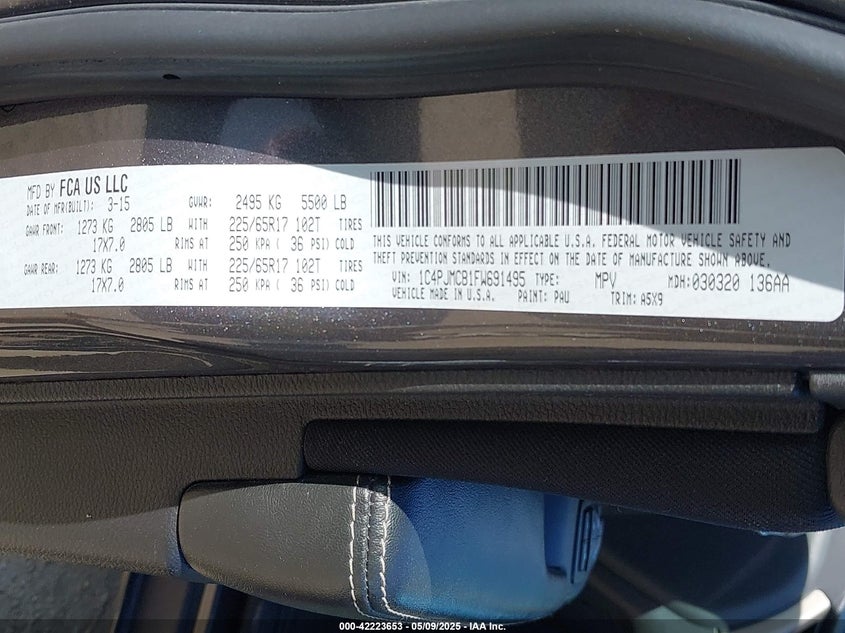 MFD BY FCA US LLC
DATE OF MFR(BUILT): 3-15 GVWR: 2495 KG 5500 LB
GAWR FRONT: 1273 KG 2805 LB WITH 225/65R17 102T TIRES
17X7.0 RIMS AT 250 KPA ( 36 PSI) COLD
GAWR REAR: 1273 KG 2805 LB WITH 225/65R17 102T TIRES
17X7.0 RIMS AT 250 KPA ( 36 PSI) COLD
THIS VEHICLE CONFORMS TO ALL APPLICABLE U.S.A. FEDERAL MOTOR VEHICLE SAFETY AND
THEFT PREVENTION STANDARDS IN EFFECT ON THE DATE OF MANUFACTURE SHOWN ABOVE.
VIN: 1C4PJMCB1FW691495 TYPE: MPV MDH:030320 136AA
VEHICLE MADE IN U.S.A. PAINT: PAU TRIM: A5X9
000-42223653 - 05/09/2025 - IAA Inc.